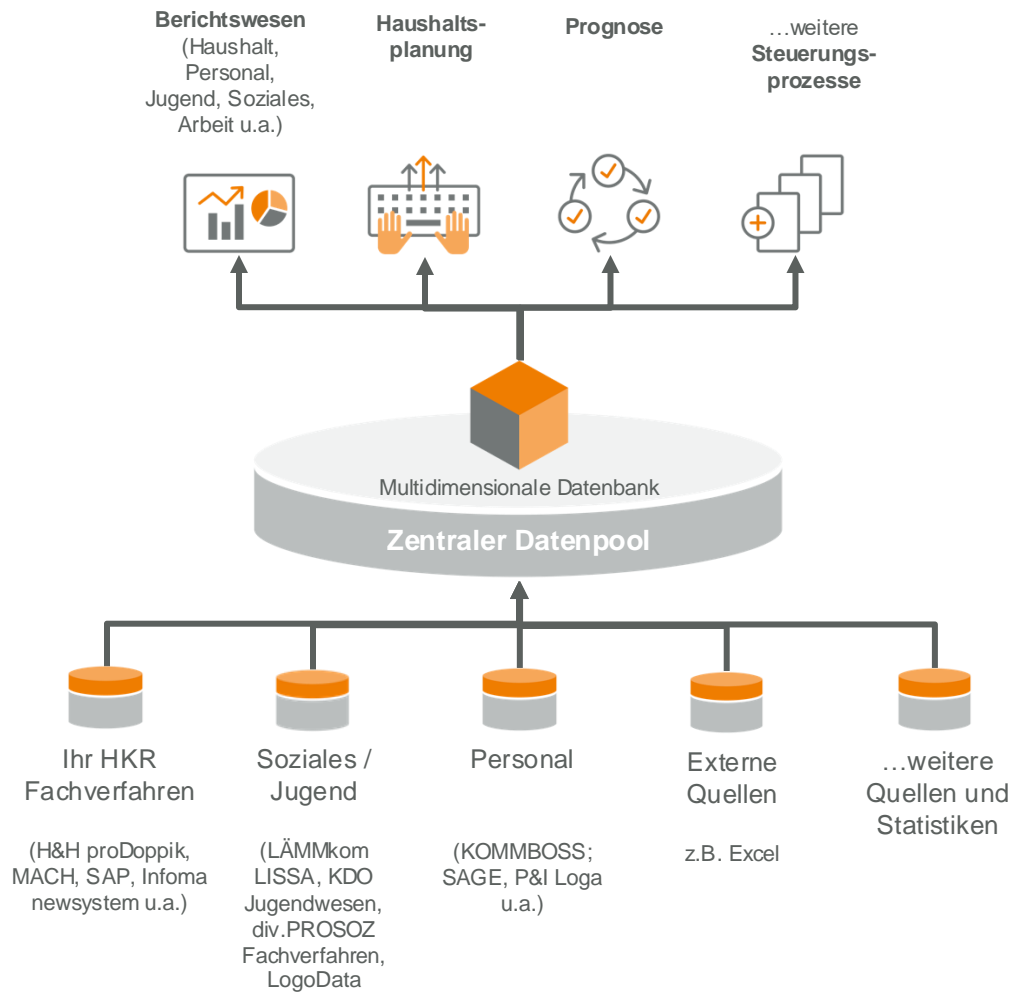 Berichtswesen
(Haushalt,
Personal,
Jugend, Soziales,
Arbeit u.a.)
Haushalts-
planung
Prognose
…weitere
Steuerungs-
prozesse
Multidimensionale Datenbank
Zentraler Datenpool
Ihr HKR
Fachverfahren
(H&H proDoppik,
MACH, SAP, Infoma
newsystem u.a.)
Soziales /
Jugend
(LÄMMkom
LISSA, KDO
Jugendwesen,
div.PROSOZ
Fachverfahren,
LogoData
Personal
(KOMMBOSS;
SAGE, P&I Loga
u.a.)
Externe
Quellen
z.B. Excel
…weitere
Quellen und
Statistiken